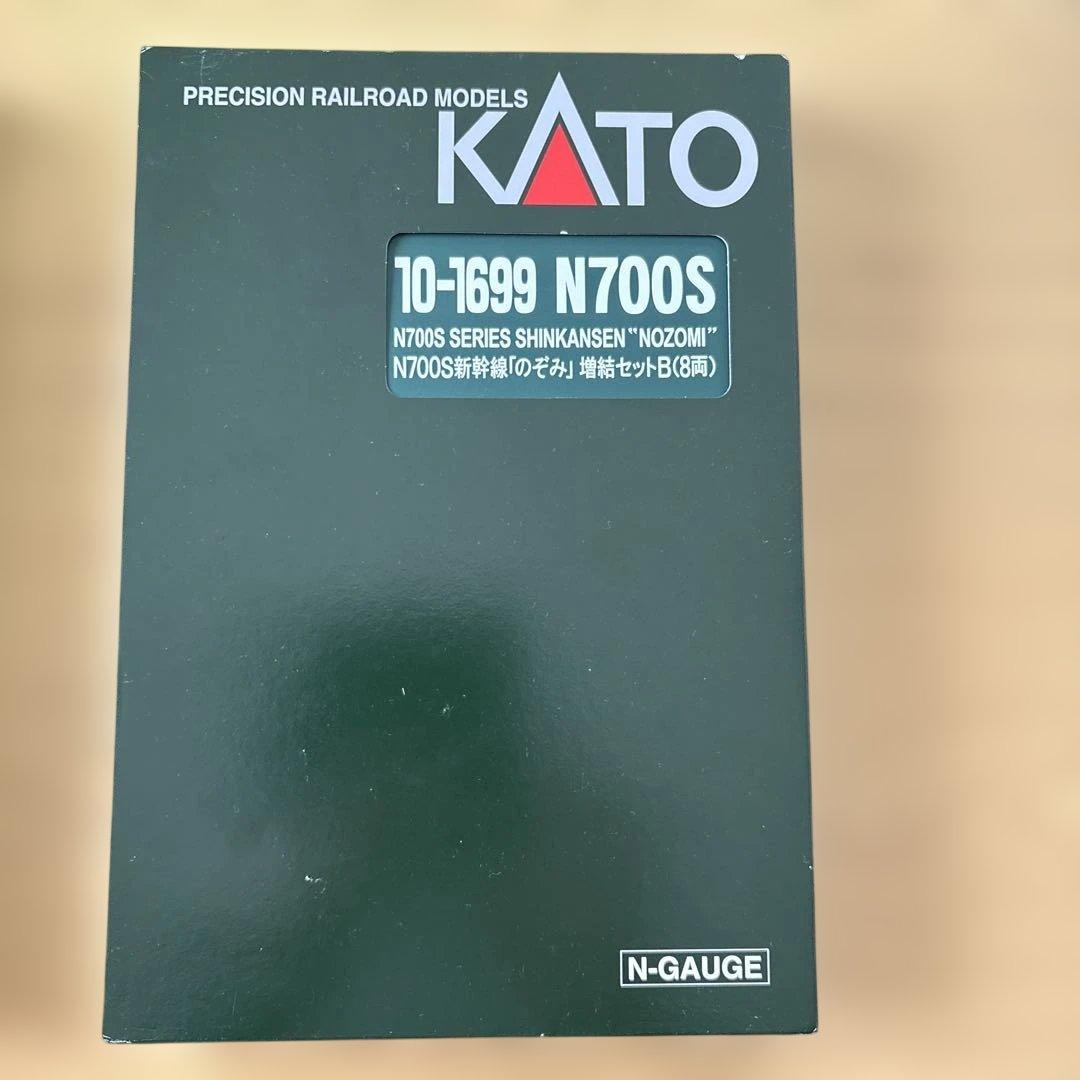 PRECISION RAILROAD MODELS
KATO
10-1699 N700S
N700S SERIES SHINKANSEN "NOZOMI"
N700S新幹線「のぞみ」 増結セットB(8両)
N-GAUGE